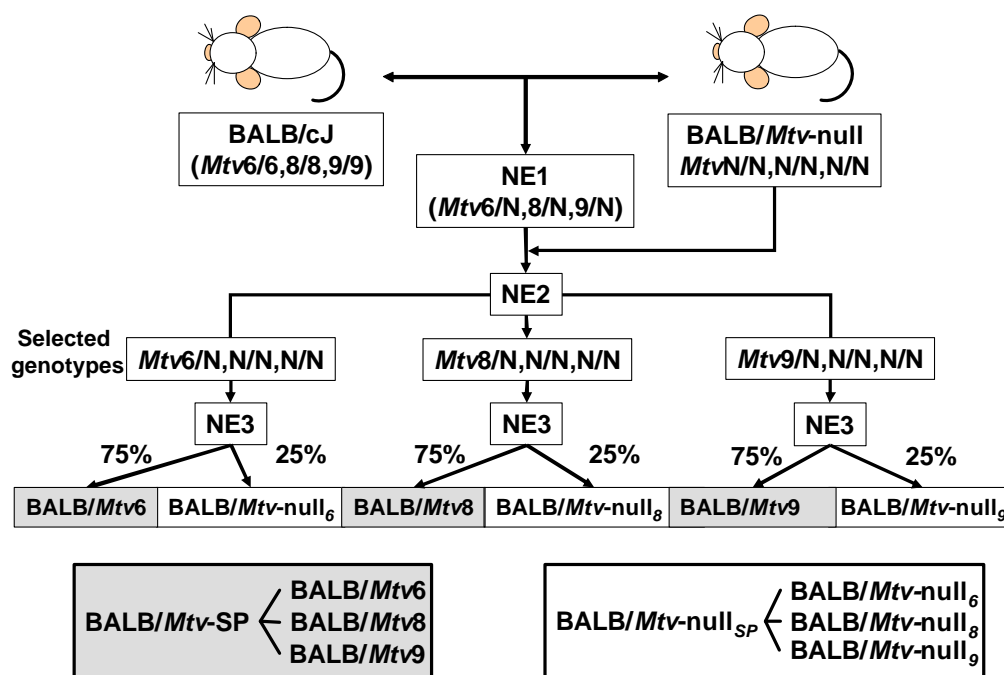 BALB/cJ
(Mtv6/6,8/8,9/9)
BALB/Mtv-null
MtvN/N,N/N,N/N
NE1
(Mtv6/N,8/N,9/N)
NE2
Selected
genotypes
Mtv6/N,N/N,N/N
Mtv8/N,N/N,N/N
Mtv9/N,N/N,N/N
NE3
NE3
NE3
75%
25%
75%
25%
75%
25%
BALB/Mtv6
BALB/Mtv-null6
BALB/Mtv8
BALB/Mtv-null8
BALB/Mtv9
BALB/Mtv-null9
BALB/Mtv-SP
BALB/Mtv6
BALB/Mtv8
BALB/Mtv9
BALB/Mtv-nullSP
BALB/Mtv-null6
BALB/Mtv-null8
BALB/Mtv-null9